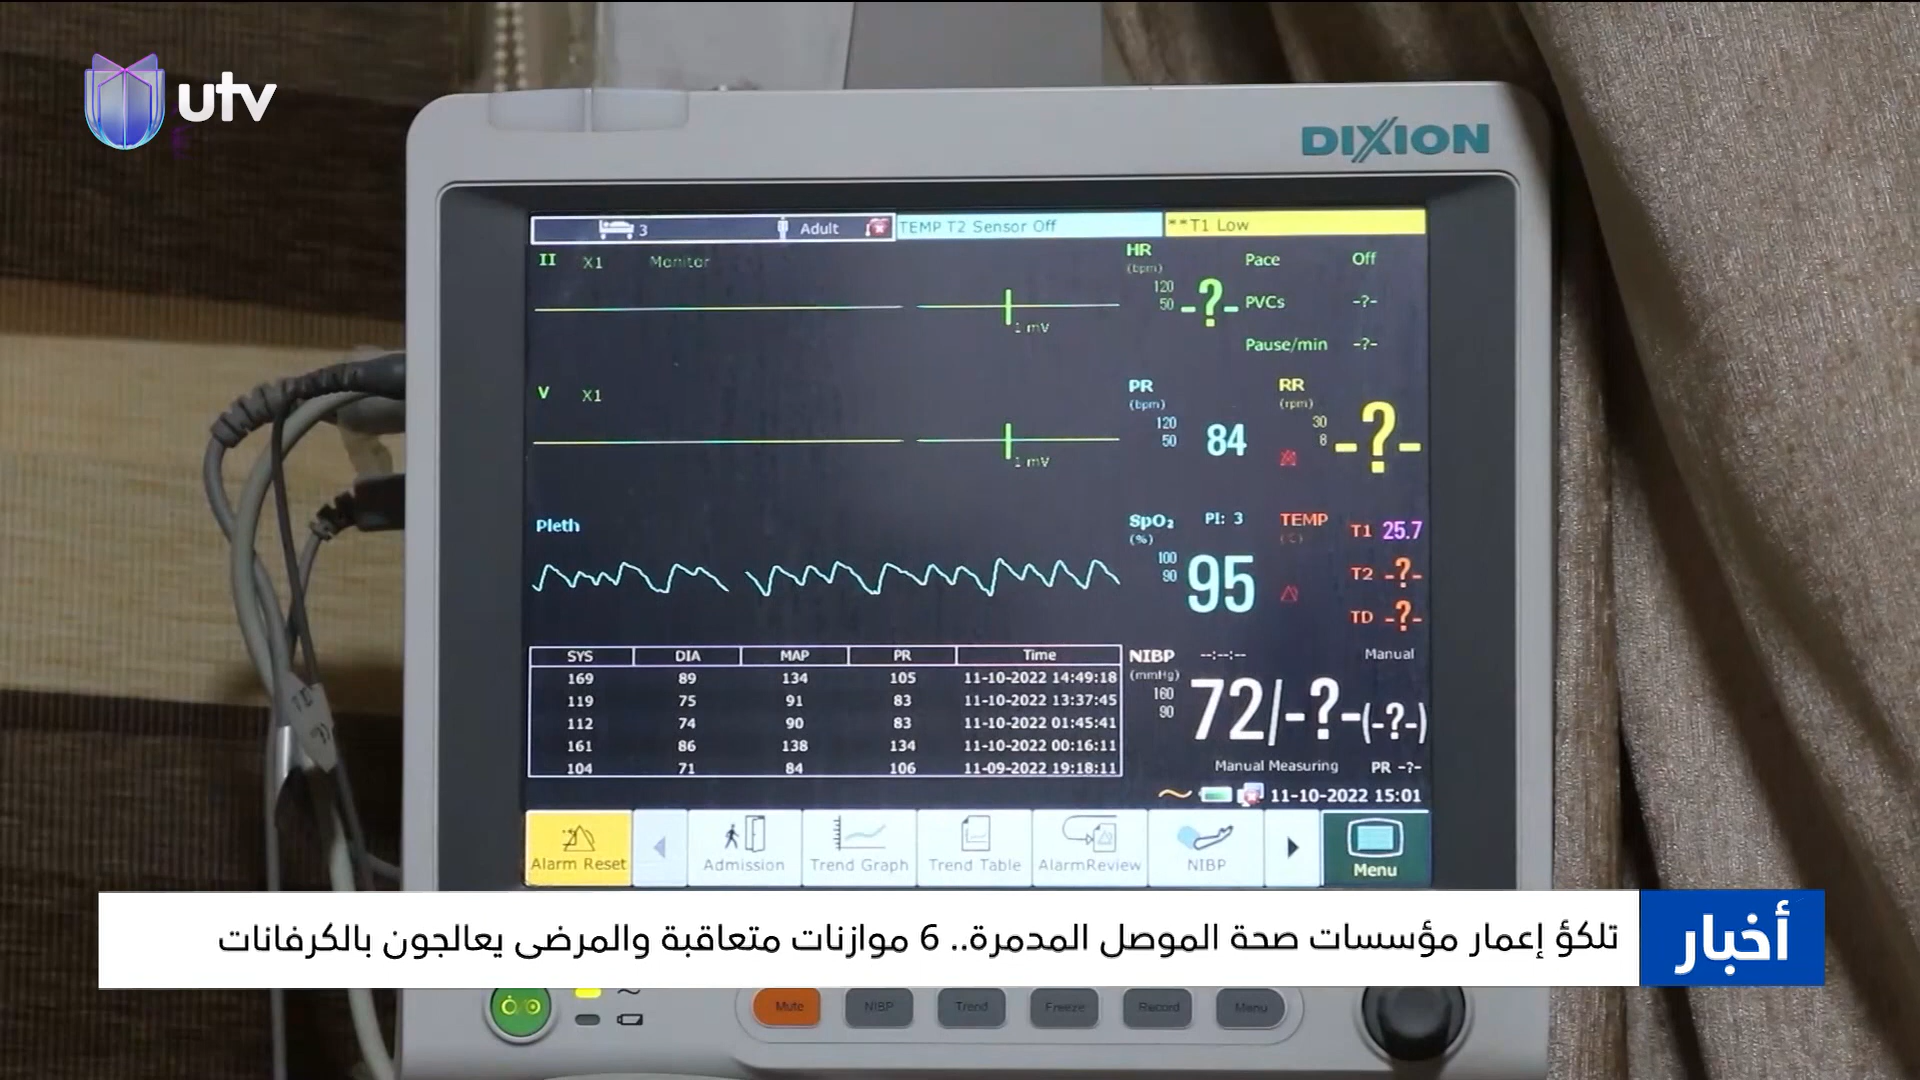 utv
DIXION
3 Adult TEMP T2 Sensor Off **T1 Low
II X1 Monitor
1 mV
HR
(bpm)
120
50
-?-
Pace Off
PVCs -?-
Pause/min -?-
V X1
1 mV
PR
(bpm)
120
50
84
RR
(rpm)
30
8
-?-
Pleth
SpO₂
(%)
100
90
PI: 3
95
TEMP
(°C)
T1 25.7
T2 -?-
TD -?-
SYS DIA MAP PR Time
169 89 134 105 11-10-2022 14:49:18
119 75 91 83 11-10-2022 13:37:45
112 74 90 83 11-10-2022 01:45:41
161 86 138 134 11-10-2022 00:16:11
104 71 84 106 11-09-2022 19:18:11
NIBP --:--:-- Manual
(mmHg)
160
90
72/-?-(-?-)
Manual Measuring PR -?-
11-10-2022 15:01
Alarm Reset
Admission
Trend Graph
Trend Table
AlarmReview
NIBP
Menu
أخبار
تلكؤ إعمار مؤسسات صحة الموصل المدمرة.. 6 موازنات متعاقبة والمرضى يعالجون بالكرفانات
Mute
NIBP
Trend
Freeze
Record
Menu